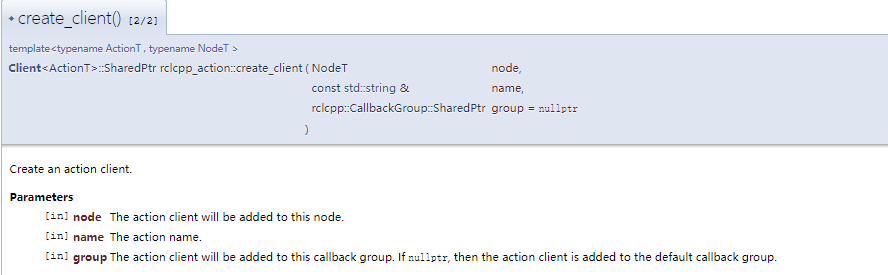 ◆ create_client() [2/2]
template<typename ActionT , typename NodeT >
Client<ActionT>::SharedPtr rclcpp_action::create_client ( NodeT node,
const std::string & name,
rclcpp::CallbackGroup::SharedPtr group = nullptr
)
Create an action client.
Parameters
[in] node The action client will be added to this node.
[in] name The action name.
[in] group The action client will be added to this callback group. If nullptr, then the action client is added to the default callback group.